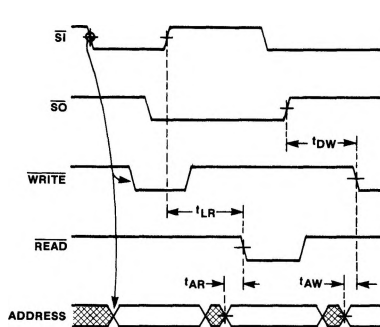 SI
SO
tDW
WRITE
tLR
READ
tAR
tAW
ADDRESS